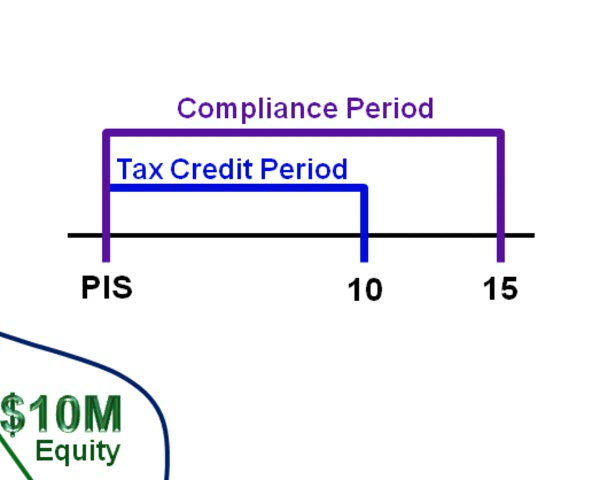 Compliance Period
Tax Credit Period
PIS 10 15
$10M
Equity